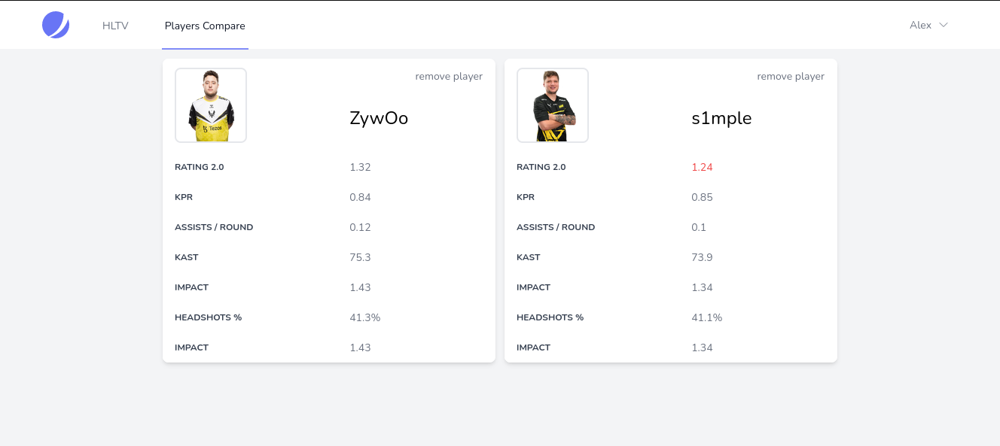 HLTV Players Compare Alex
remove player
ZywOo
RATING 2.0 1.32
KPR 0.84
ASSISTS / ROUND 0.12
KAST 75.3
IMPACT 1.43
HEADSHOTS % 41.3%
IMPACT 1.43
remove player
s1mple
RATING 2.0 1.24
KPR 0.85
ASSISTS / ROUND 0.1
KAST 73.9
IMPACT 1.34
HEADSHOTS % 41.1%
IMPACT 1.34
Tezos